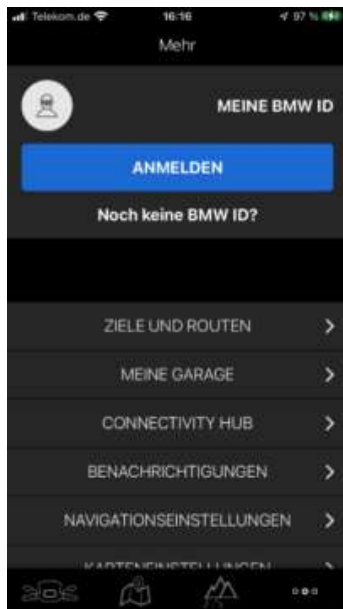 Telekom.de 16:16 97 %
Mehr
MEINE BMW ID
ANMELDEN
Noch keine BMW ID?
ZIELE UND ROUTEN
MEINE GARAGE
CONNECTIVITY HUB
BENACHRICHTIGUNGEN
NAVIGATIONSEINSTELLUNGEN
KARTENEINSTELLUNGEN